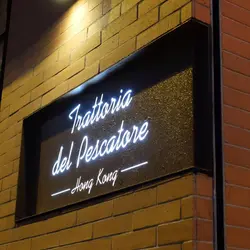 Trattoria
del Pescatore
Hong Kong